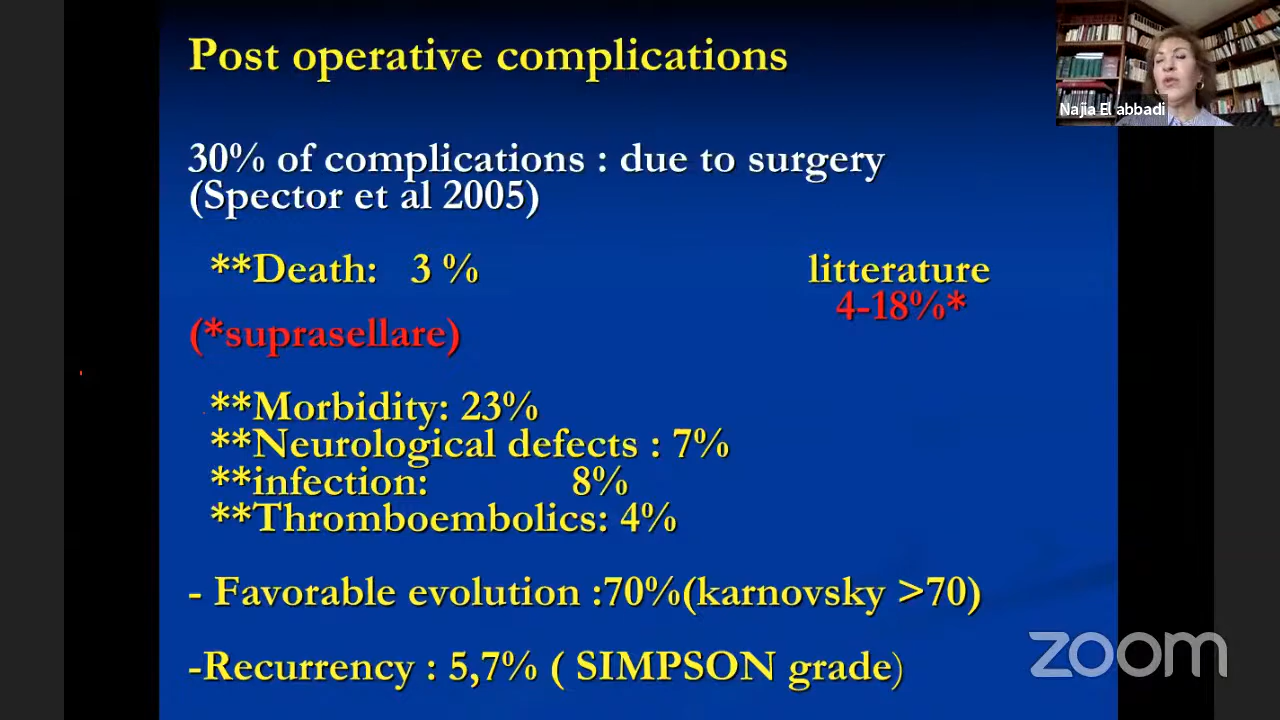 Post operative complications
Najia El abbadi
30% of complications : due to surgery
(Spector et al 2005)
**Death: 3 % litterature
4-18%*
(*suprasellare)
**Morbidity: 23%
**Neurological defects : 7%
**infection: 8%
**Thromboembolics: 4%
- Favorable evolution :70%(karnovsky >70)
zoom
-Recurrency : 5,7% ( SIMPSON grade)